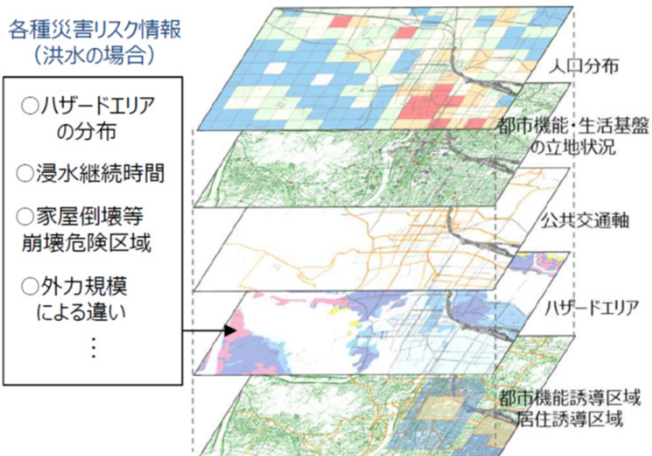 各種災害リスク情報
（洪水の場合）
○ハザードエリア
の分布
○浸水継続時間
○家屋倒壊等
崩壊危険区域
○外力規模
による違い
⋮
人口分布
都市機能・生活基盤
の立地状況
公共交通軸
ハザードエリア
都市機能誘導区域
居住誘導区域